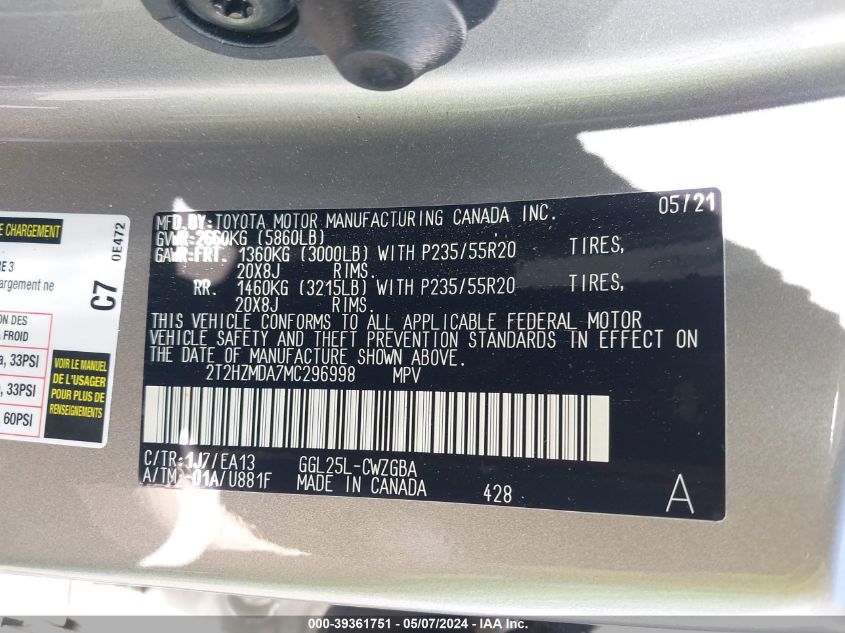 E CHARGEMENT
0E472
C7
E 3
argement ne
ON DES
FROID
a, 33PSI
, 33PSI
60PSI
VOIR LE MANUEL
DE L'USAGER
POUR PLUS DE
RENSEIGNEMENTS
MFD.BY:TOYOTA MOTOR MANUFACTURING CANADA INC. 05/21
GVWR:2660KG (5860LB)
GAWR:FRT. 1360KG (3000LB) WITH P235/55R20 TIRES,
20X8J RIMS.
RR. 1460KG (3215LB) WITH P235/55R20 TIRES,
20X8J RIMS.
THIS VEHICLE CONFORMS TO ALL APPLICABLE FEDERAL MOTOR
VEHICLE SAFETY AND THEFT PREVENTION STANDARDS IN EFFECT ON
THE DATE OF MANUFACTURE SHOWN ABOVE.
2T2HZMDA7MC296998 MPV
C/TR:1J7/EA13 GGL25L-CWZGBA
A/TM:-01A/U881F MADE IN CANADA 428
A
000-39361751 — 05/07/2024 — IAA Inc.